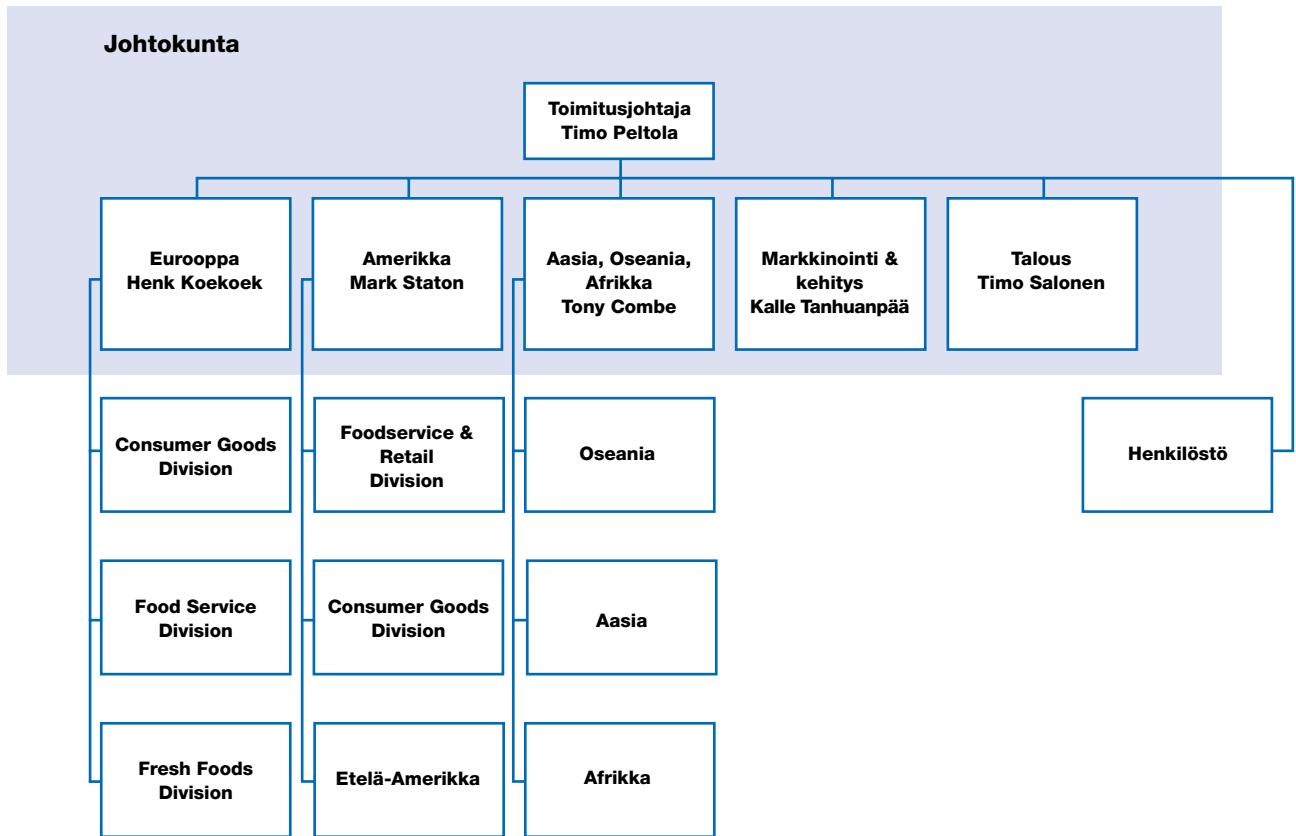 Johtokunta
Toimitusjohtaja
Timo Peltola
Eurooppa
Henk Koekoek
Amerikka
Mark Staton
Aasia, Oseania,
Afrikka
Tony Combe
Markkinointi &
kehitys
Kalle Tanhuanpää
Talous
Timo Salonen
Consumer Goods
Division
Foodservice &
Retail
Division
Oseania
Henkilöstö
Food Service
Division
Consumer Goods
Division
Aasia
Fresh Foods
Division
Etelä-Amerikka
Afrikka